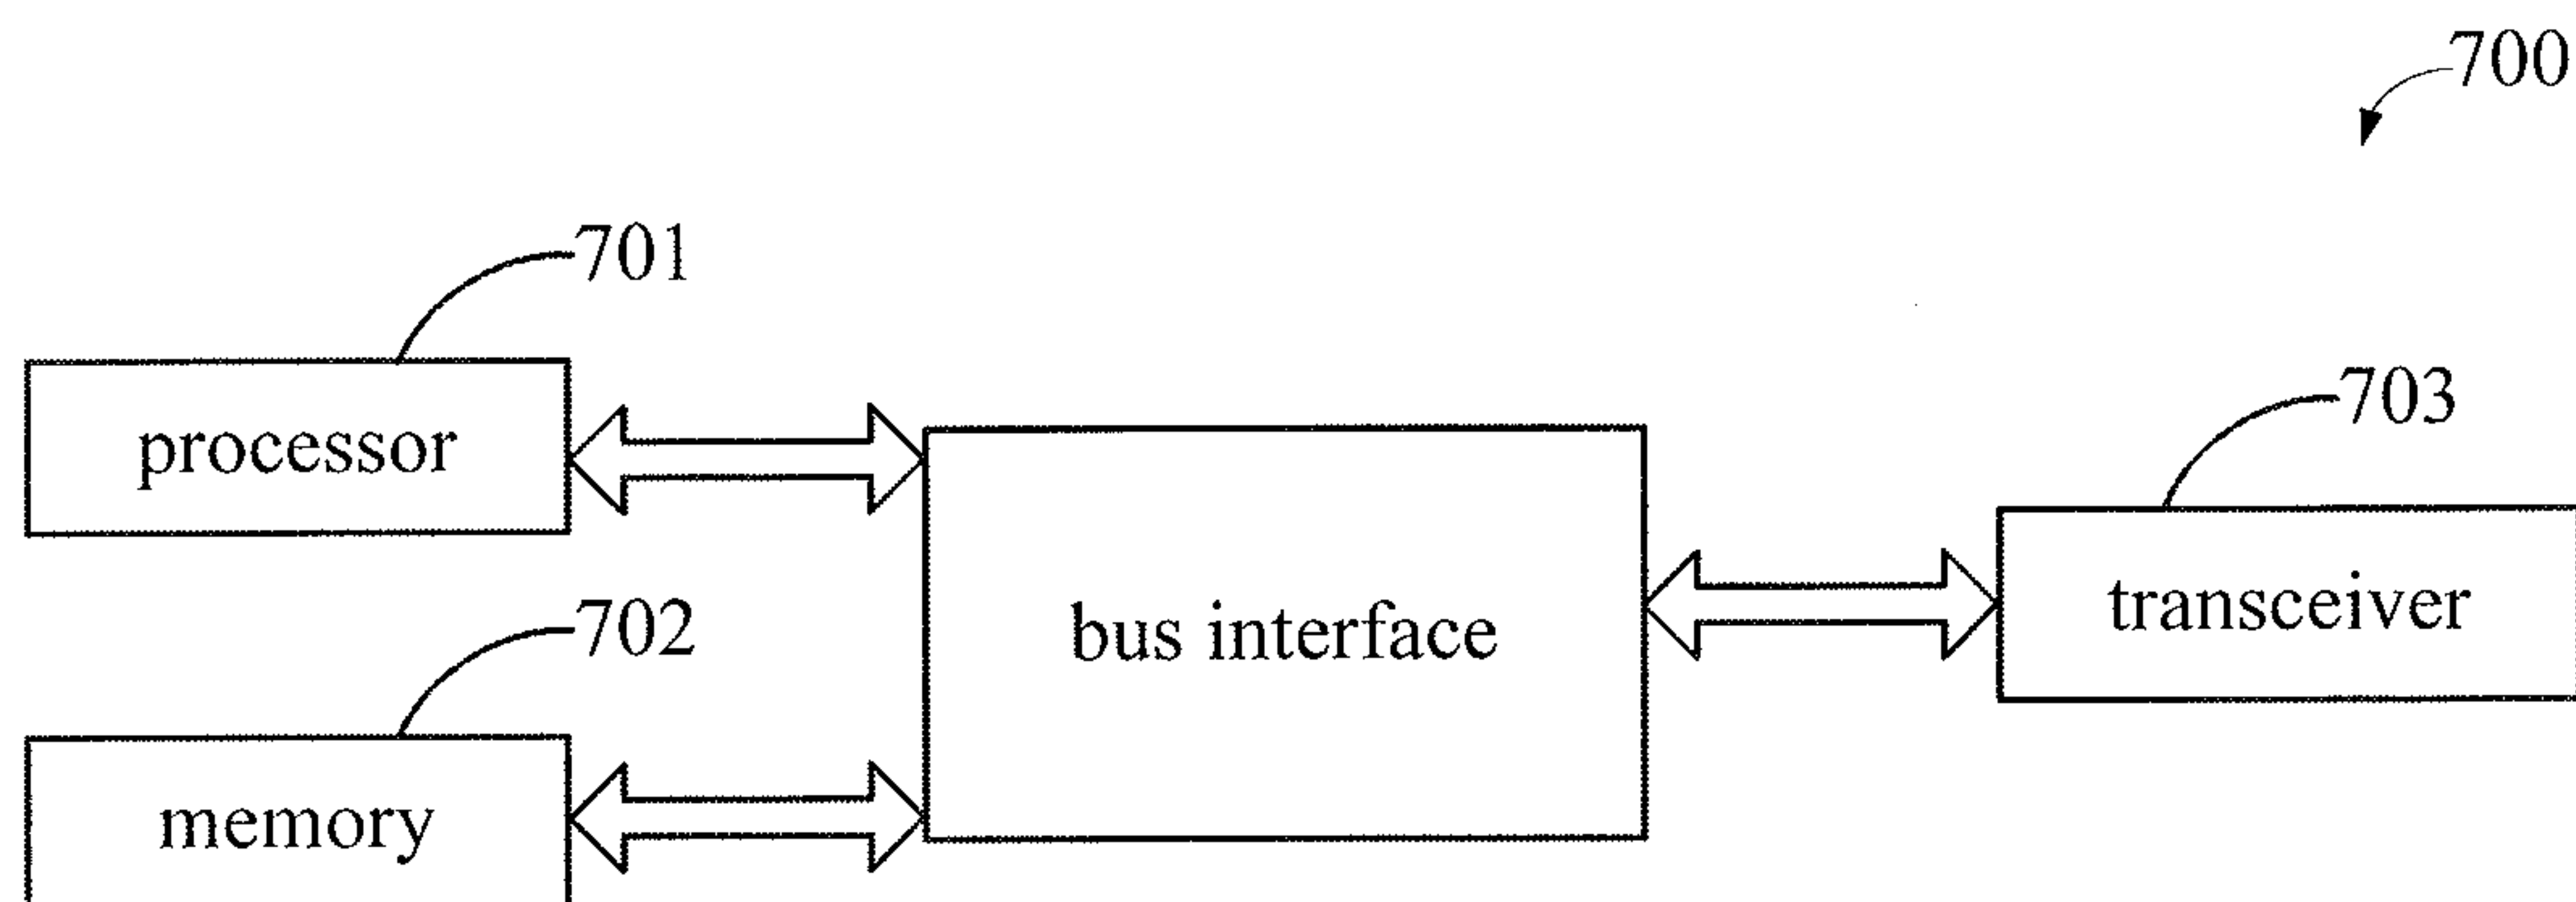 700
701
processor
703
bus interface
transceiver
702
memory